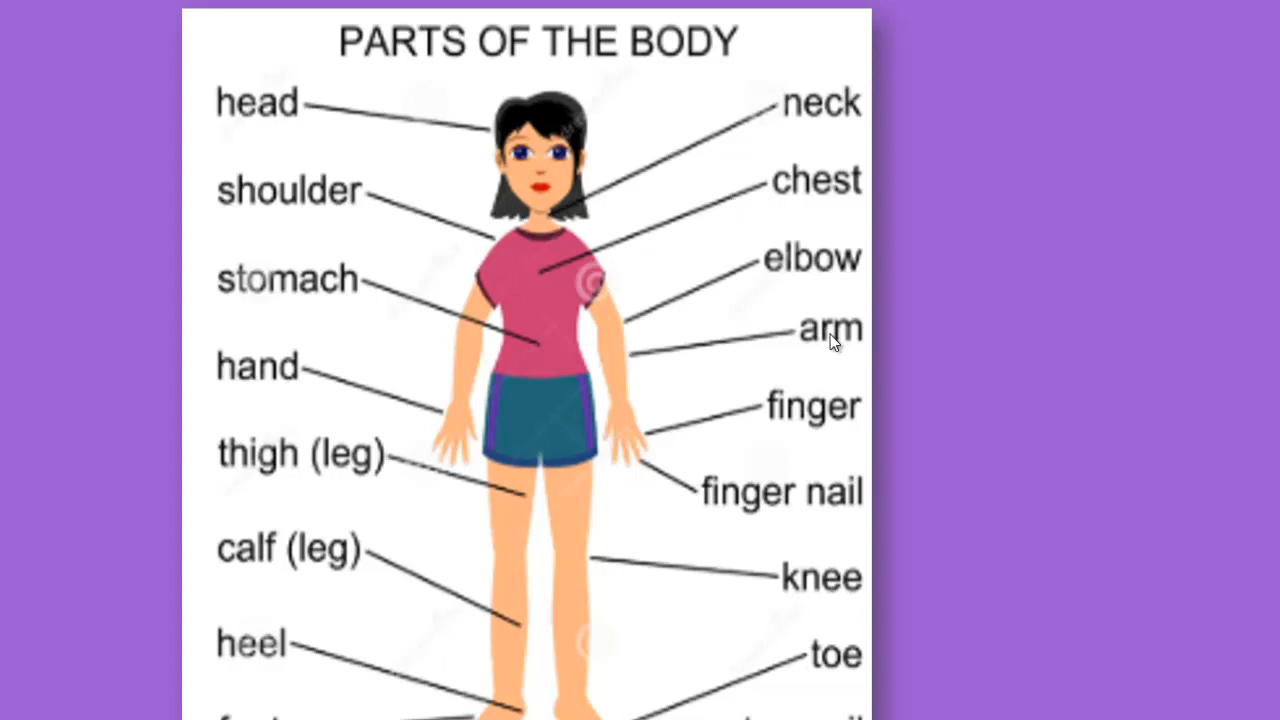 PARTS OF THE BODY
head
neck
shoulder
chest
stomach
elbow
arm
hand
finger
thigh (leg)
finger nail
calf (leg)
knee
heel
toe